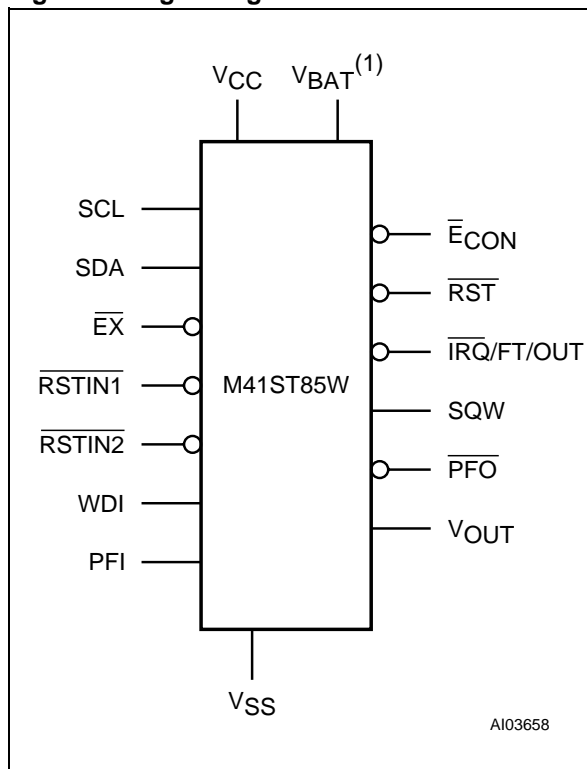 VCC VBAT(1)
SCL
SDA
EX
RSTIN1
RSTIN2
WDI
PFI
M41ST85W
ECON
RST
IRQ/FT/OUT
SQW
PFO
VOUT
VSS
AI03658